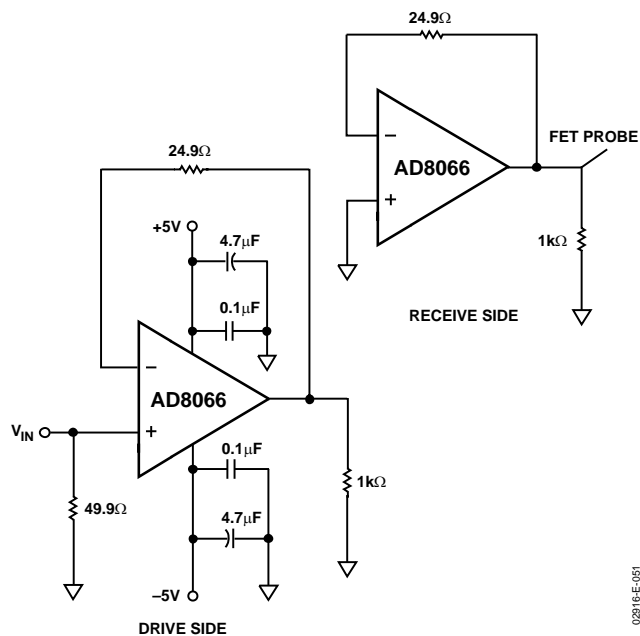 24.9Ω
FET PROBE
−
AD8066
+
1kΩ
RECEIVE SIDE
24.9Ω
+5V
4.7μF
0.1μF
−
AD8066
VIN
+
0.1μF
49.9Ω
4.7μF
1kΩ
–5V
DRIVE SIDE
02916-E-051